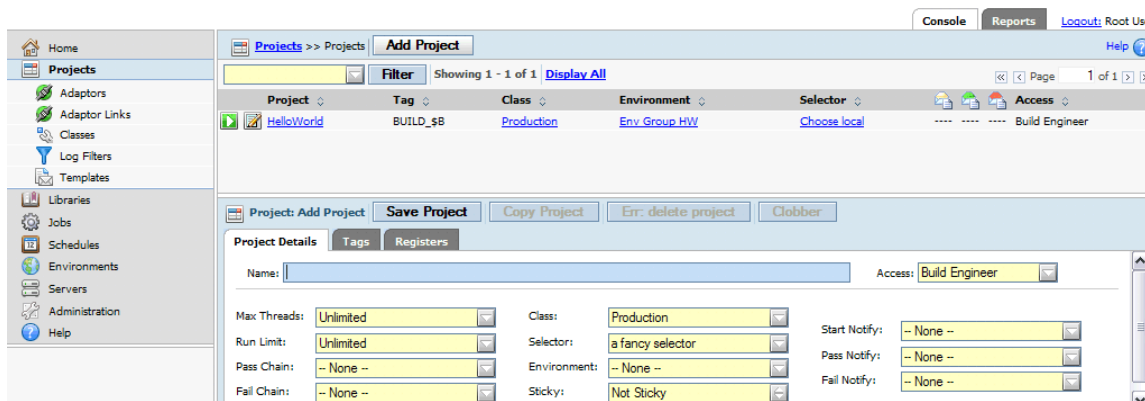 Console Reports Logout: Root Us
Home Projects >> Projects Add Project Help
Projects Filter Showing 1 - 1 of 1 Display All Page 1 of 1
Adaptors
Adaptor Links
Classes
Log Filters
Templates
Libraries
Jobs
Schedules
Environments
Servers
Administration
Help
Project Tag Class Environment Selector Access
HelloWorld BUILD_$B Production Env Group HW Choose local ---- ---- ---- Build Engineer
Project: Add Project Save Project Copy Project Err: delete project Clobber
Project Details Tags Registers
Name: Access: Build Engineer
Max Threads: Unlimited Class: Production Start Notify: -- None --
Run Limit: Unlimited Selector: a fancy selector Pass Notify: -- None --
Pass Chain: -- None -- Environment: -- None -- Fail Notify: -- None --
Fail Chain: -- None -- Sticky: Not Sticky